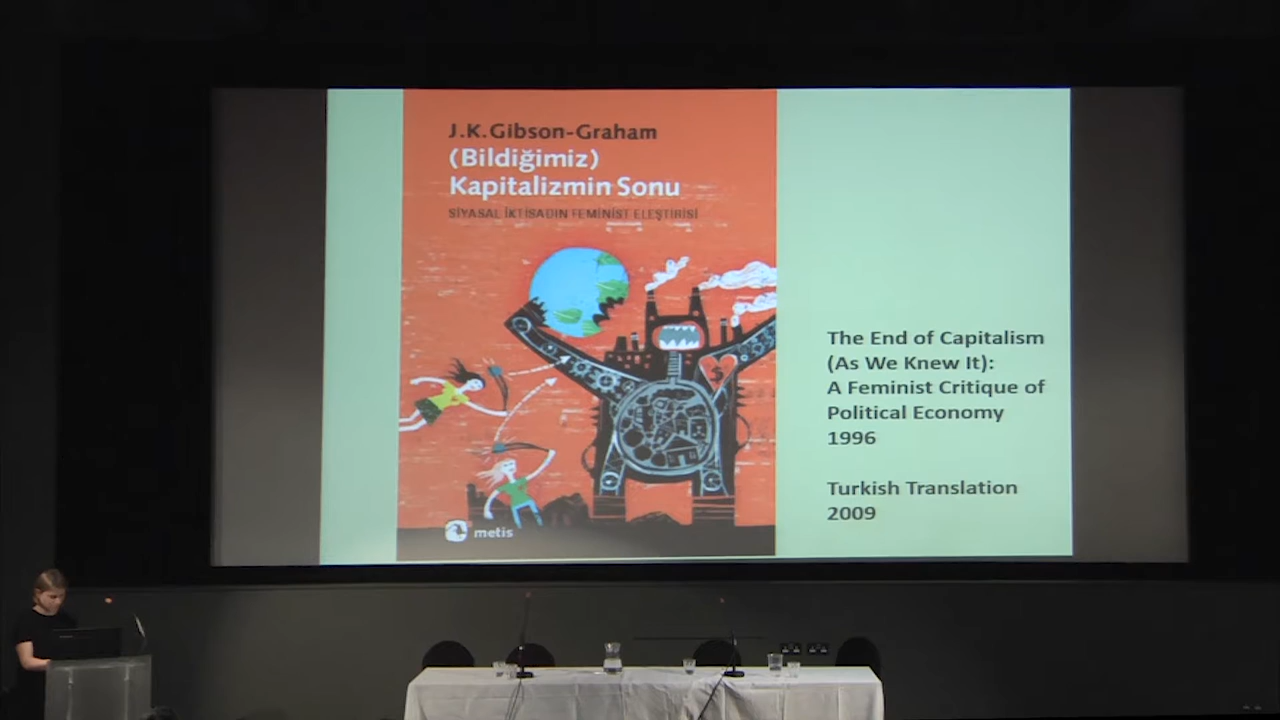 J.K.Gibson-Graham
(Bildiğimiz)
Kapitalizmin Sonu
SİYASAL İKTİSADIN FEMİNİST ELEŞTİRİSİ
$
metis
The End of Capitalism
(As We Knew It):
A Feminist Critique of
Political Economy
1996
Turkish Translation
2009